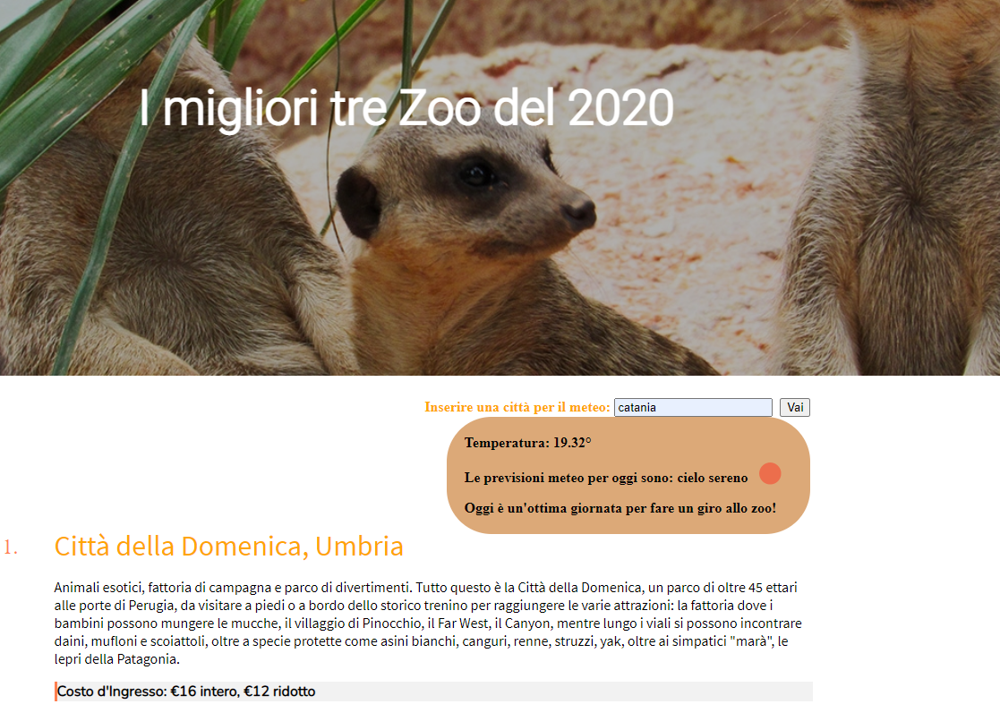 I migliori tre Zoo del 2020
Inserire una città per il meteo: catania Vai
Temperatura: 19.32°
Le previsioni meteo per oggi sono: cielo sereno
Oggi è un'ottima giornata per fare un giro allo zoo!
1. Città della Domenica, Umbria
Animali esotici, fattoria di campagna e parco di divertimenti. Tutto questo è la Città della Domenica, un parco di oltre 45 ettari
alle porte di Perugia, da visitare a piedi o a bordo dello storico trenino per raggiungere le varie attrazioni: la fattoria dove i
bambini possono mungere le mucche, il villaggio di Pinocchio, il Far West, il Canyon, mentre lungo i viali si possono incontrare
daini, mufloni e scoiattoli, oltre a specie protette come asini bianchi, canguri, renne, struzzi, yak, oltre ai simpatici "marà", le
lepri della Patagonia.
Costo d'Ingresso: €16 intero, €12 ridotto